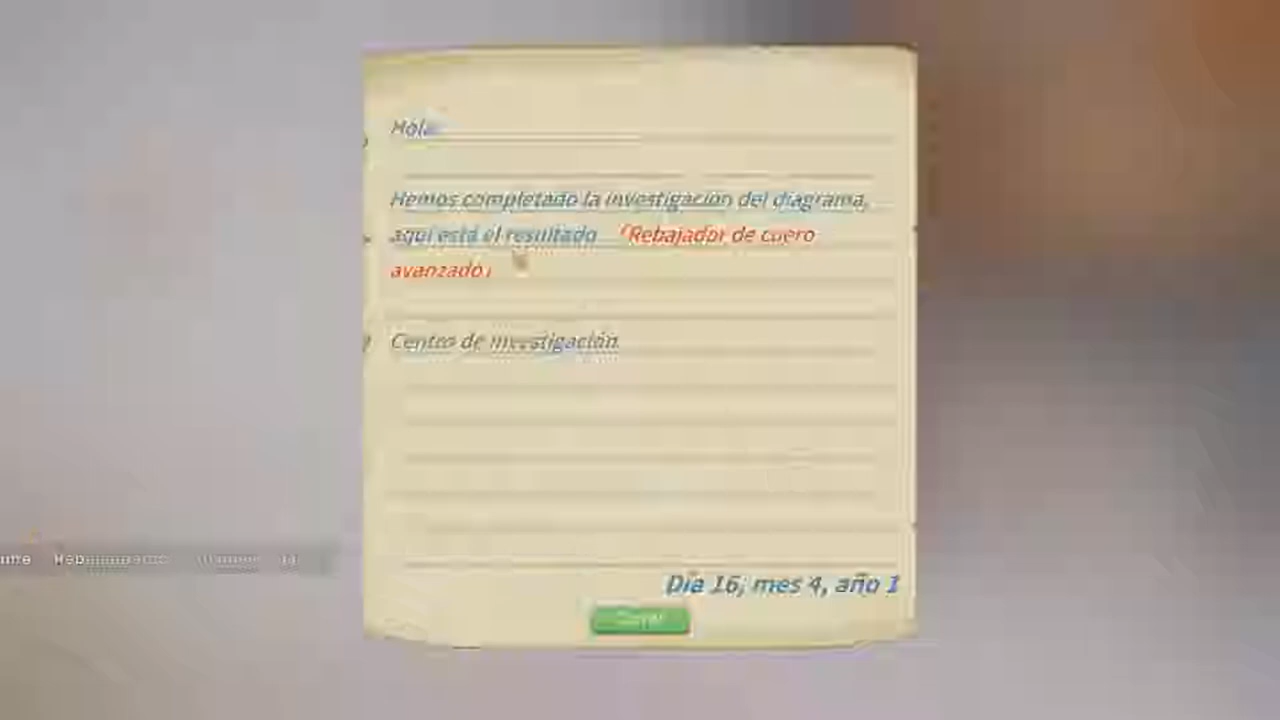 Hola:
Hemos completado la investigación del diagrama,
aquí está el resultado 「Rebajador de cuero
avanzado」
Centro de investigación
Día 16, mes 4, año 1